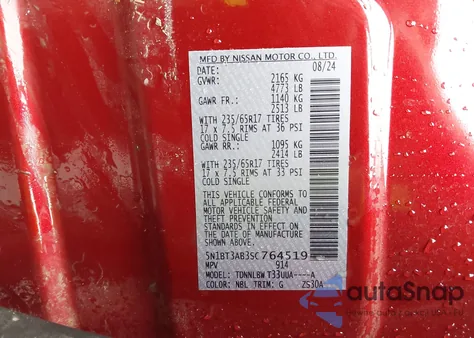 MFD BY NISSAN MOTOR CO., LTD.
DATE: 08/24
GVWR: 2165 KG
4773 LB
GAWR FR.: 1140 KG
2513 LB
WITH 235/65R17 TIRES
17 x 7.5 RIMS AT 36 PSI
COLD SINGLE
GAWR RR.: 1095 KG
2414 LB
WITH 235/65R17 TIRES
17 x 7.5 RIMS AT 33 PSI
COLD SINGLE
THIS VEHICLE CONFORMS TO
ALL APPLICABLE FEDERAL
MOTOR VEHICLE SAFETY
STANDARDS IN EFFECT ON
THE DATE OF MANUFACTURE
SHOWN ABOVE.
5N1BT3AB3SC764519
MPV 914
MODEL: TDNNLBW T33UUA----A
COLOR: NBL TRIM: G ZS30A
autoSnap